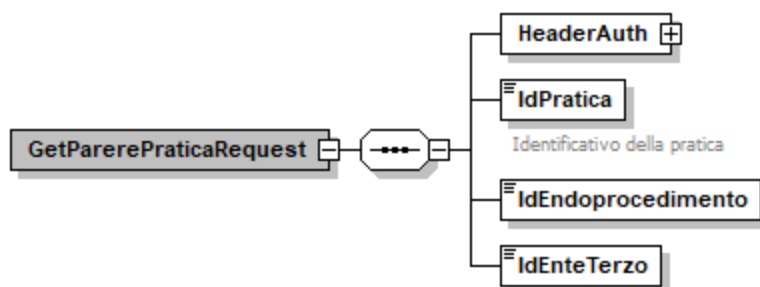 HeaderAuth
IdPratica
Identificativo della pratica
GetParerePraticaRequest
IdEndoprocedimento
IdEnteTerzo